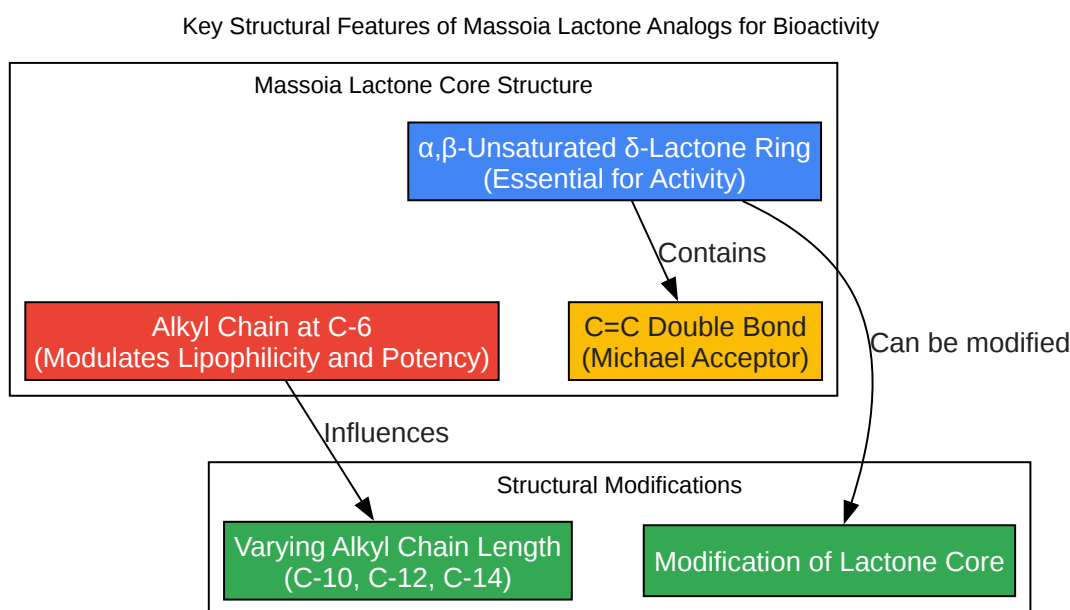 Key Structural Features of Massoia Lactone Analogs for Bioactivity
Massoia Lactone Core Structure
α,β-Unsaturated δ-Lactone Ring
(Essential for Activity)
Contains
Alkyl Chain at C-6
(Modulates Lipophilicity and Potency)
C=C Double Bond
(Michael Acceptor)
Can be modified
Influences
Structural Modifications
Varying Alkyl Chain Length
(C-10, C-12, C-14)
Modification of Lactone Core